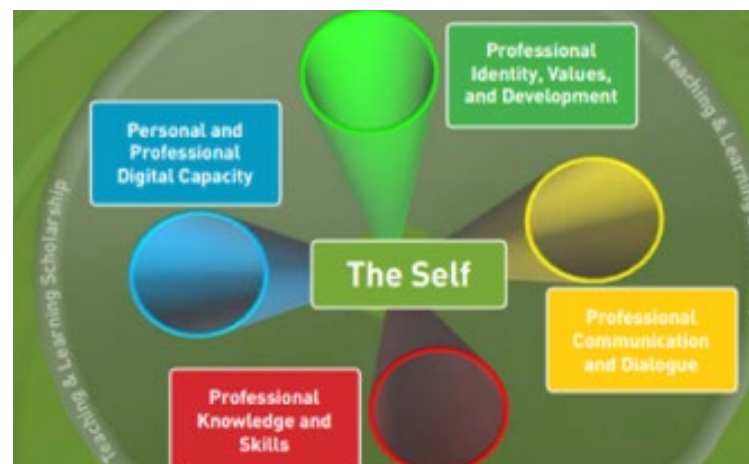 Professional
Identity, Values,
and Development
Personal and
Professional
Digital Capacity
The Self
Professional
Communication
and Dialogue
Professional
Knowledge and
Skills
Teaching & Learning Scholarship
Teaching & Learning